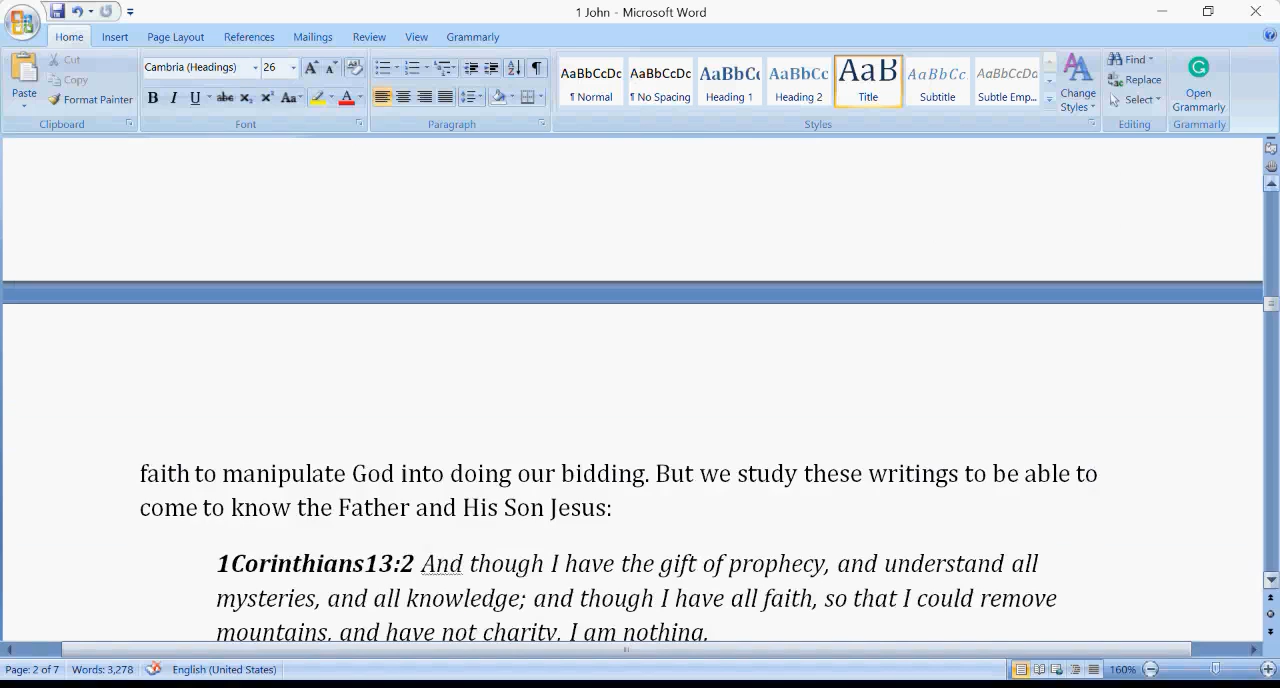 1 John - Microsoft Word
Home Insert Page Layout References Mailings Review View Grammarly
Paste Cut Copy Format Painter
Cambria (Headings) 26
AaBbCcDc AaBbCcDc AaBbCc AaBbCc AaB AaBbCc. AaBbCcDa
¶ Normal ¶ No Spacing Heading 1 Heading 2 Title Subtitle Subtle Emp...
Change Styles
Find Replace Select
Open Grammarly
Clipboard Font Paragraph Styles Editing Grammarly
faith to manipulate God into doing our bidding. But we study these writings to be able to
come to know the Father and His Son Jesus:
1Corinthians13:2 And though I have the gift of prophecy, and understand all
mysteries, and all knowledge; and though I have all faith, so that I could remove
mountains, and have not charity, I am nothing.
Page: 2 of 7 Words: 3,278 English (United States) 160%